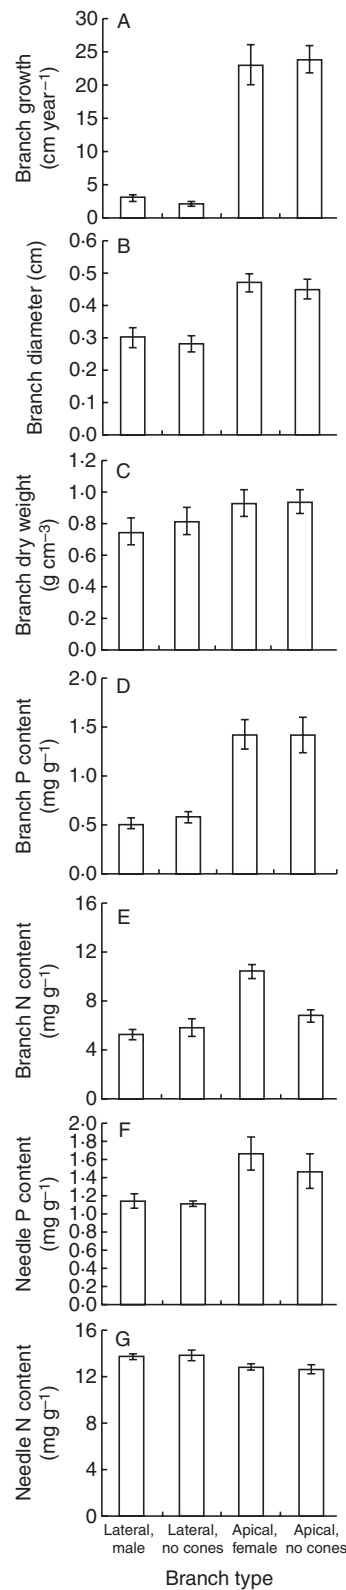 A
Branch growth
(cm year−1)
30
25
20
15
10
5
0
B
Branch diameter (cm)
0·6
0·5
0·4
0·3
0·2
0·1
0·0
C
Branch dry weight
(g cm−3)
1·2
1·0
0·8
0·6
0·4
0·2
0·0
D
Branch P content
(mg g−1)
2·0
1·5
1·0
0·5
0·0
E
Branch N content
(mg g−1)
16
12
8
4
0
F
Needle P content
(mg g−1)
2·0
1·8
1·6
1·4
1·2
1·0
0·8
0·6
0·4
0·2
0·0
G
Needle N content
(mg g−1)
16
12
8
4
0
Lateral, Lateral, Apical, Apical,
male no cones female no cones
Branch type